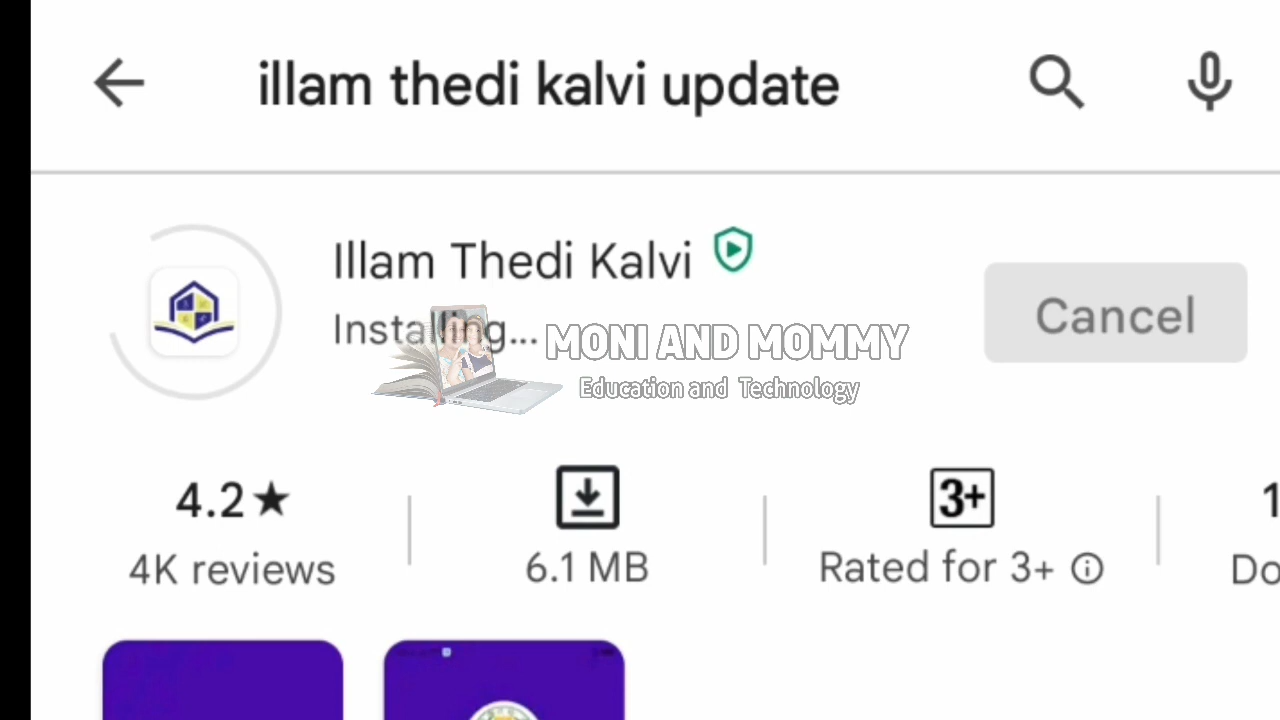 illam thedi kalvi update
Illam Thedi Kalvi
Installing...
Cancel
MONI AND MOMMY
Education and Technology
4.2★
4K reviews
6.1 MB
3+
Rated for 3+